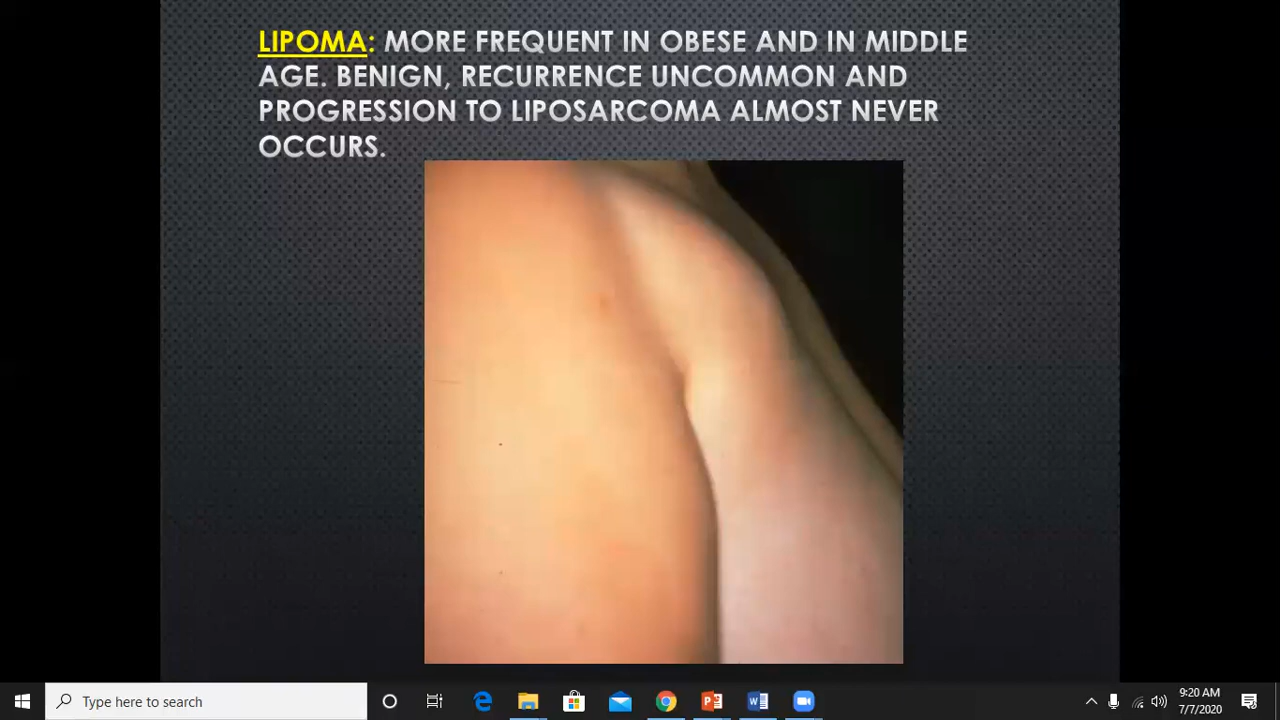 LIPOMA: MORE FREQUENT IN OBESE AND IN MIDDLE
AGE. BENIGN, RECURRENCE UNCOMMON AND
PROGRESSION TO LIPOSARCOMA ALMOST NEVER
OCCURS.
Type here to search
9:20 AM
7/7/2020